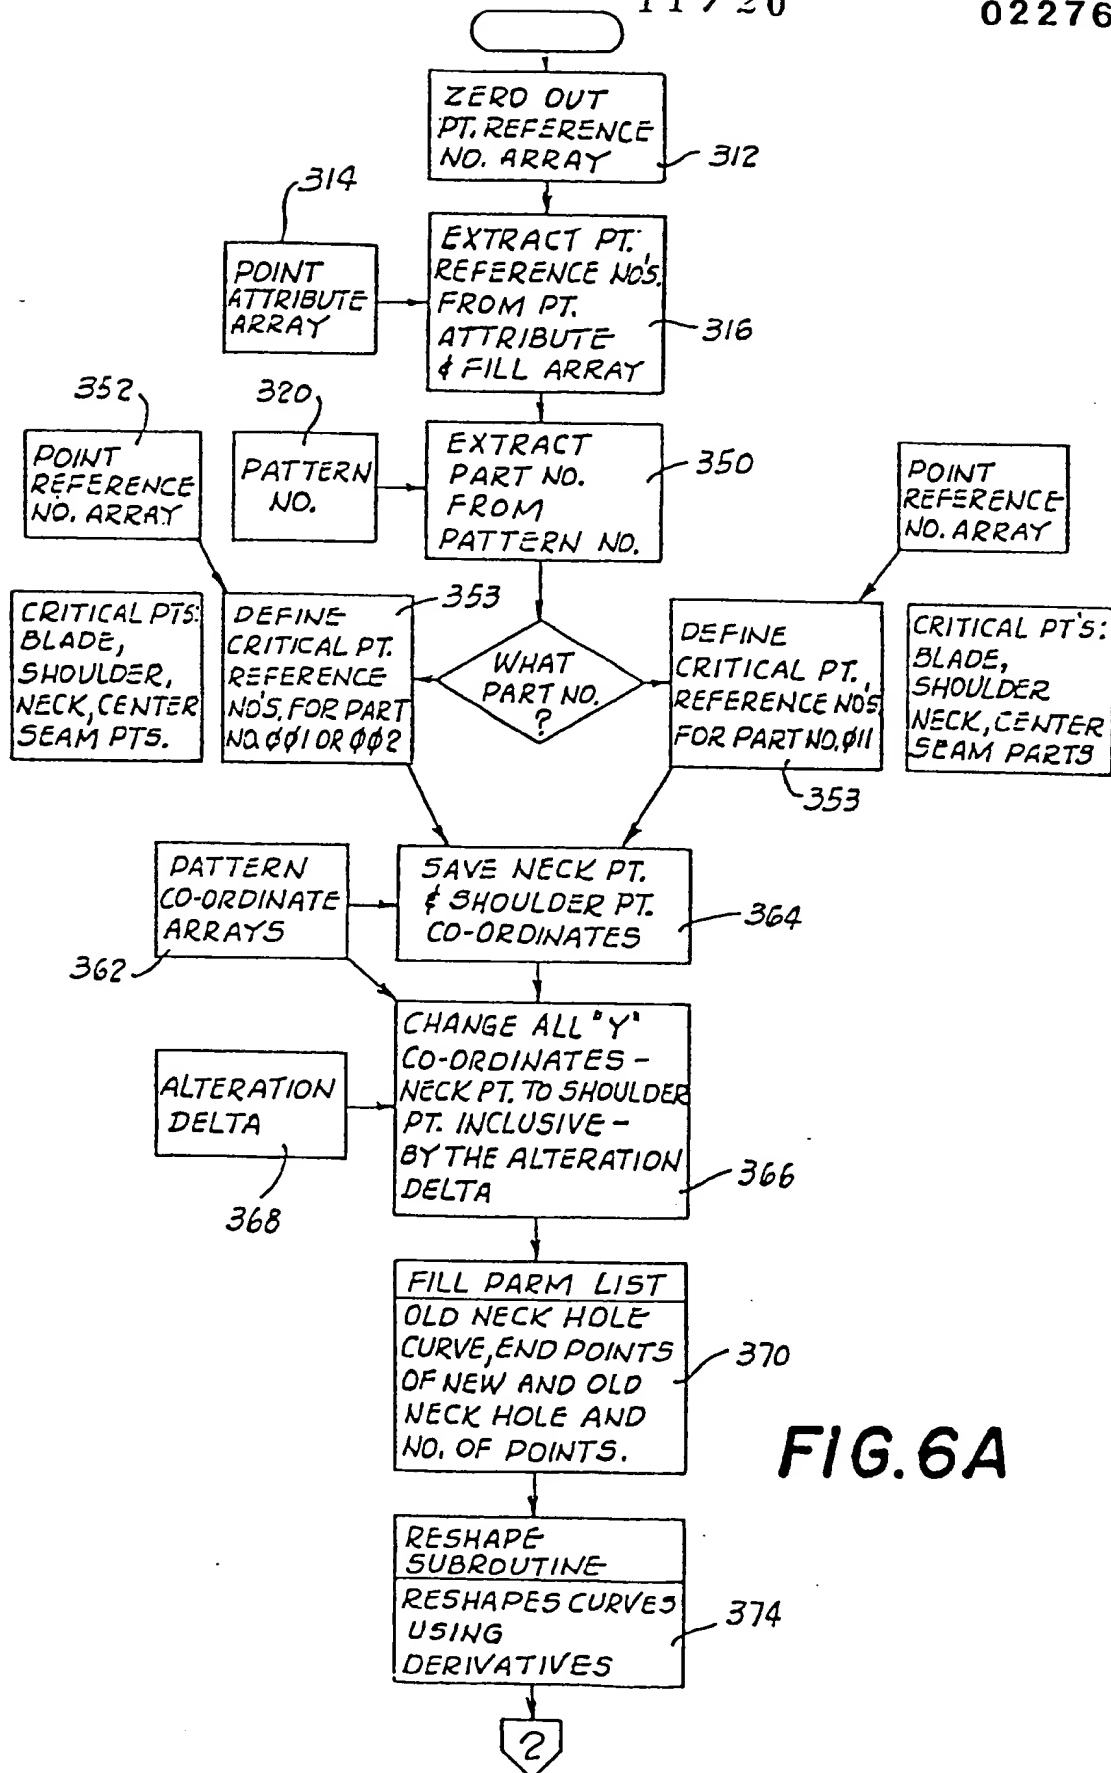 11 / 20
02276
ZERO OUT
PT. REFERENCE
NO. ARRAY
312
314
POINT
ATTRIBUTE
ARRAY
EXTRACT PT.
REFERENCE NO'S.
FROM PT.
ATTRIBUTE
& FILL ARRAY
316
352
POINT
REFERENCE
NO. ARRAY
320
PATTERN
NO.
EXTRACT
PART NO.
FROM
PATTERN NO.
350
POINT
REFERENCE
NO. ARRAY
CRITICAL PTS:
BLADE,
SHOULDER,
NECK, CENTER
SEAM PTS.
353
DEFINE
CRITICAL PT.
REFERENCE
NO'S. FOR PART
NO. 001 OR 002
WHAT
PART NO.
?
DEFINE
CRITICAL PT.
REFERENCE NO'S
FOR PART NO. 011
353
CRITICAL PT'S:
BLADE,
SHOULDER
NECK, CENTER
SEAM PARTS
PATTERN
CO-ORDINATE
ARRAYS
362
SAVE NECK PT.
& SHOULDER PT.
CO-ORDINATES
364
ALTERATION
DELTA
368
CHANGE ALL "Y"
CO-ORDINATES –
NECK PT. TO SHOULDER
PT. INCLUSIVE –
BY THE ALTERATION
DELTA
366
FILL PARM LIST
OLD NECK HOLE
CURVE, END POINTS
OF NEW AND OLD
NECK HOLE AND
NO. OF POINTS.
370
FIG. 6A
RESHAPE
SUBROUTINE
RESHAPES CURVES
USING
DERIVATIVES
374
2